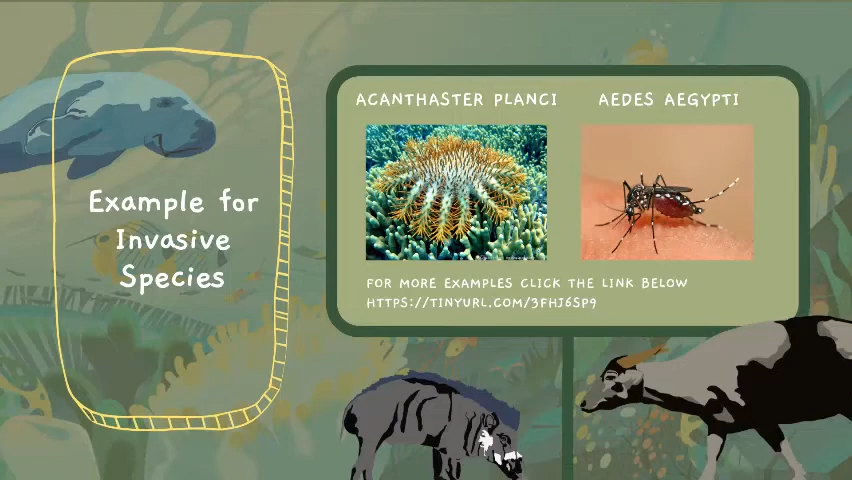 Example for
Invasive
Species
ACANTHASTER PLANCI
AEDES AEGYPTI
FOR MORE EXAMPLES CLICK THE LINK BELOW
HTTPS://TINYURL.COM/3FHJ6SP9